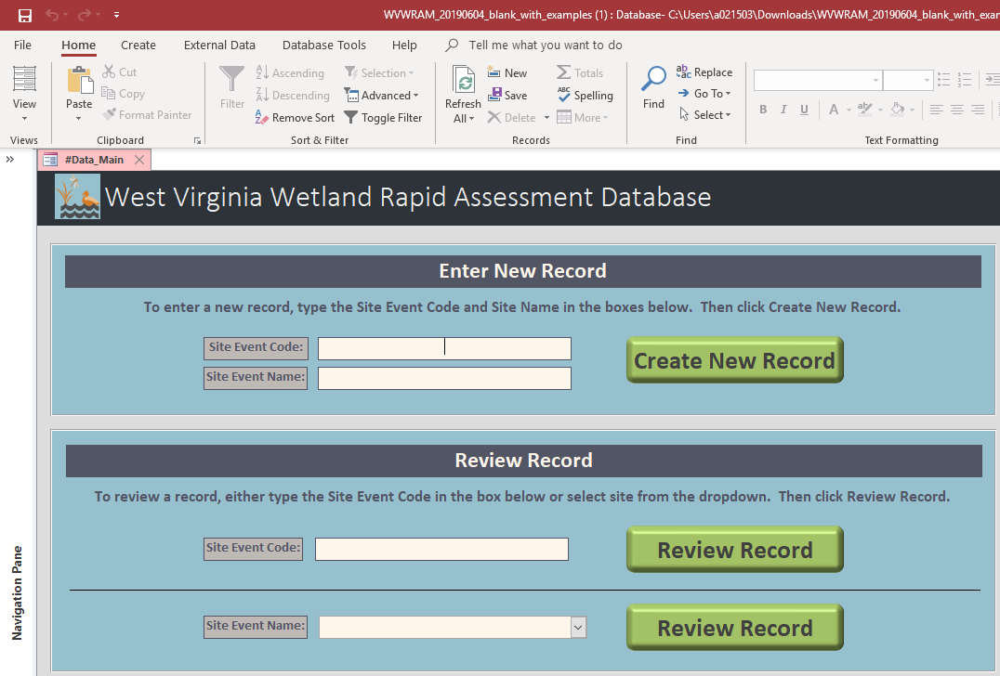 WVWRAM_20190604_blank_with_examples (1) : Database- C:\Users\a021503\Downloads\WVWRAM_20190604_blank_with_exam
File Home Create External Data Database Tools Help Tell me what you want to do
View
Views
Paste
Cut
Copy
Format Painter
Clipboard
Filter
Ascending
Descending
Remove Sort
Selection
Advanced
Toggle Filter
Sort & Filter
Refresh
All
New
Save
Delete
Totals
Spelling
More
Records
Find
Replace
Go To
Select
Find
B I U A ab
Text Formatting
#Data_Main
West Virginia Wetland Rapid Assessment Database
Enter New Record
To enter a new record, type the Site Event Code and Site Name in the boxes below. Then click Create New Record.
Site Event Code:
Site Event Name:
Create New Record
Review Record
To review a record, either type the Site Event Code in the box below or select site from the dropdown. Then click Review Record.
Site Event Code:
Review Record
Site Event Name:
Review Record
Navigation Pane